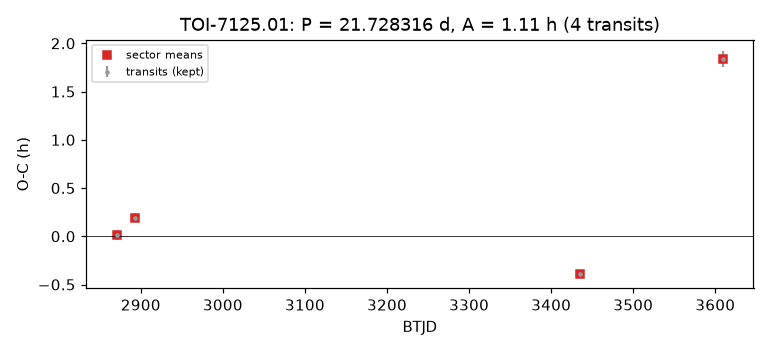 TOI-7125.01: P = 21.728316 d, A = 1.11 h (4 transits)
sector means
transits (kept)
2.0
1.5
1.0
0.5
0.0
−0.5
O-C (h)
2900 3000 3100 3200 3300 3400 3500 3600
BTJD